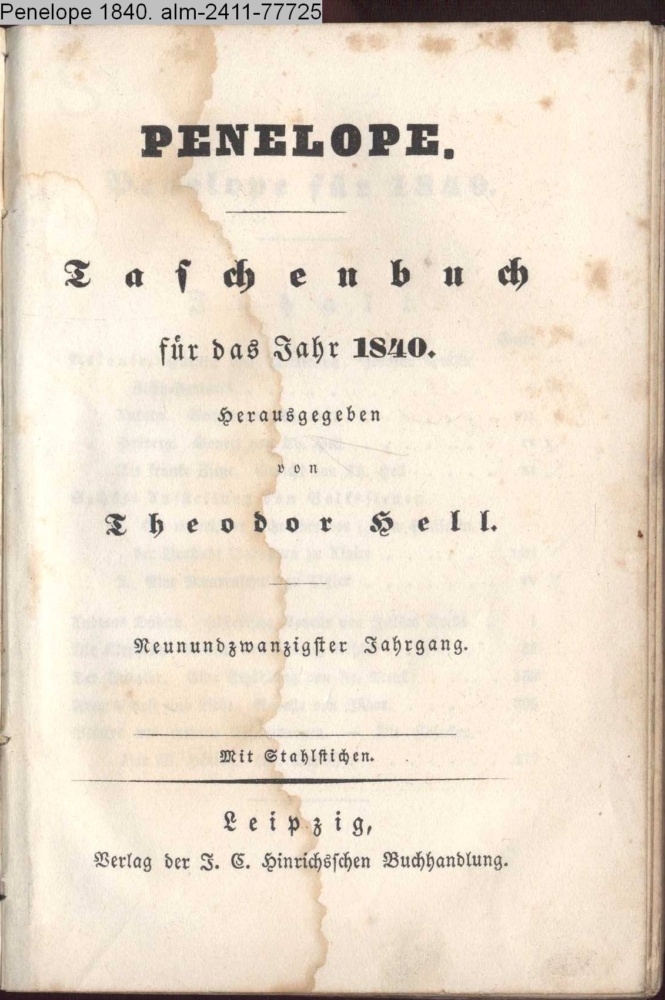 Penelope 1840. alm-2411-77725
PENELOPE.
Taschenbuch
für das Jahr 1840.
Herausgegeben
von
Theodor Hell.
Neunundzwanzigster Jahrgang.
Mit Stahlstichen.
Leipzig,
Verlag der J. C. Hinrichsschen Buchhandlung.